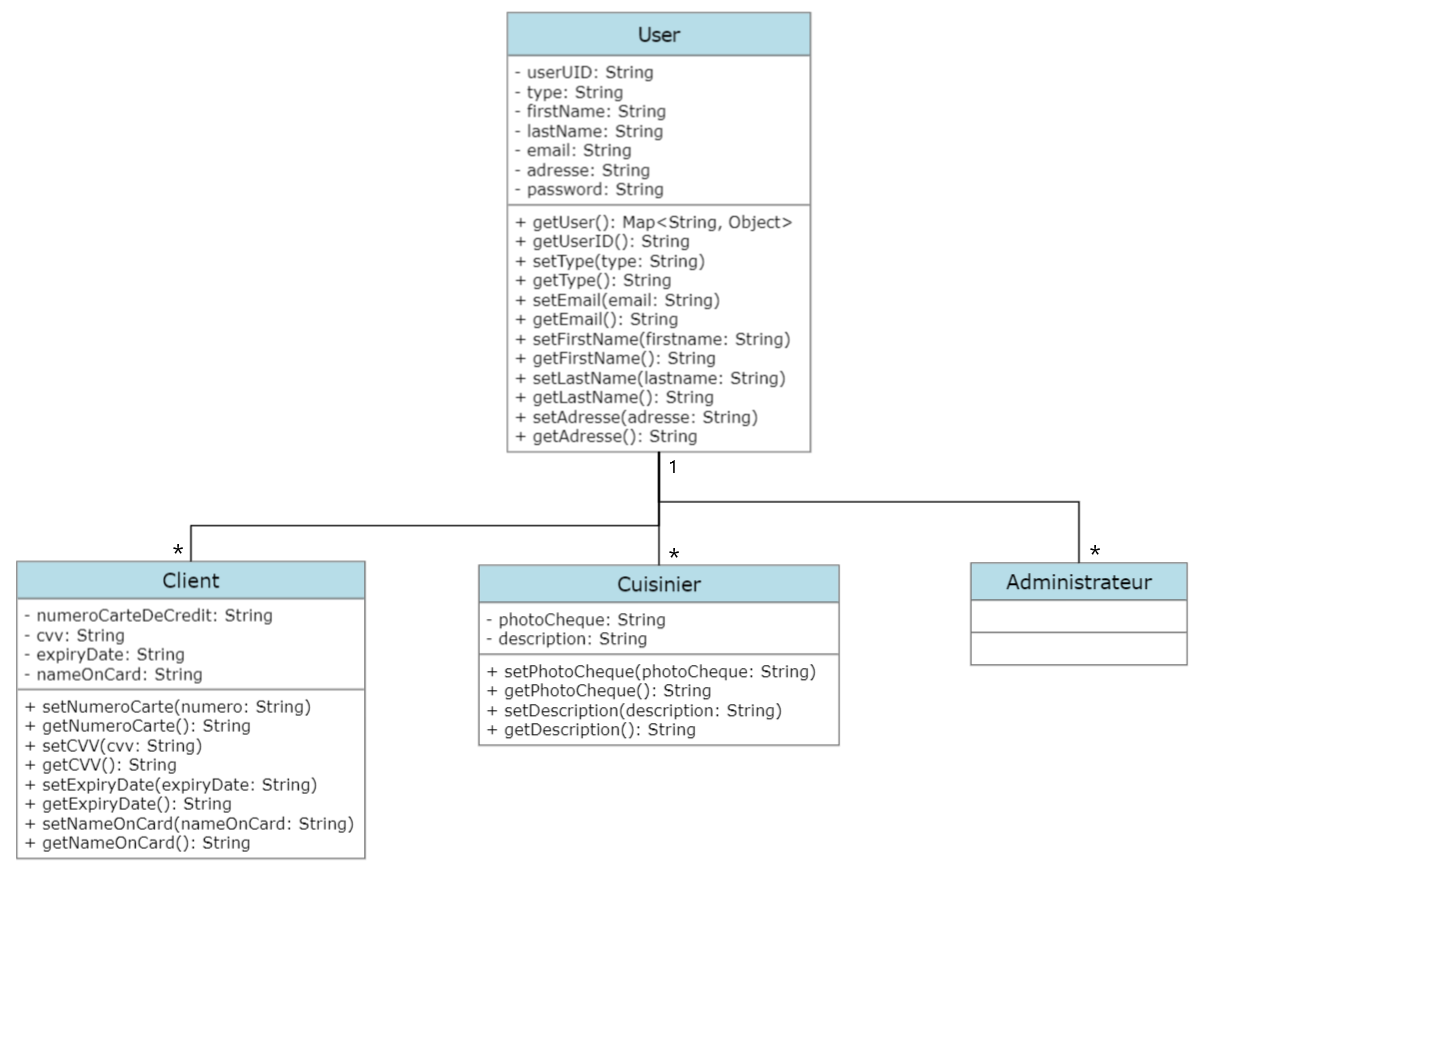 User
- userUID: String
- type: String
- firstName: String
- lastName: String
- email: String
- adresse: String
- password: String
+ getUser(): Map<String, Object>
+ getUserID(): String
+ setType(type: String)
+ getType(): String
+ setEmail(email: String)
+ getEmail(): String
+ setFirstName(firstname: String)
+ getFirstName(): String
+ setLastName(lastname: String)
+ getLastName(): String
+ setAdresse(adresse: String)
+ getAdresse(): String
1
*
*
*
Client
- numeroCarteDeCredit: String
- cvv: String
- expiryDate: String
- nameOnCard: String
+ setNumeroCarte(numero: String)
+ getNumeroCarte(): String
+ setCVV(cvv: String)
+ getCVV(): String
+ setExpiryDate(expiryDate: String)
+ getExpiryDate(): String
+ setNameOnCard(nameOnCard: String)
+ getNameOnCard(): String
Cuisinier
- photoCheque: String
- description: String
+ setPhotoCheque(photoCheque: String)
+ getPhotoCheque(): String
+ setDescription(description: String)
+ getDescription(): String
Administrateur